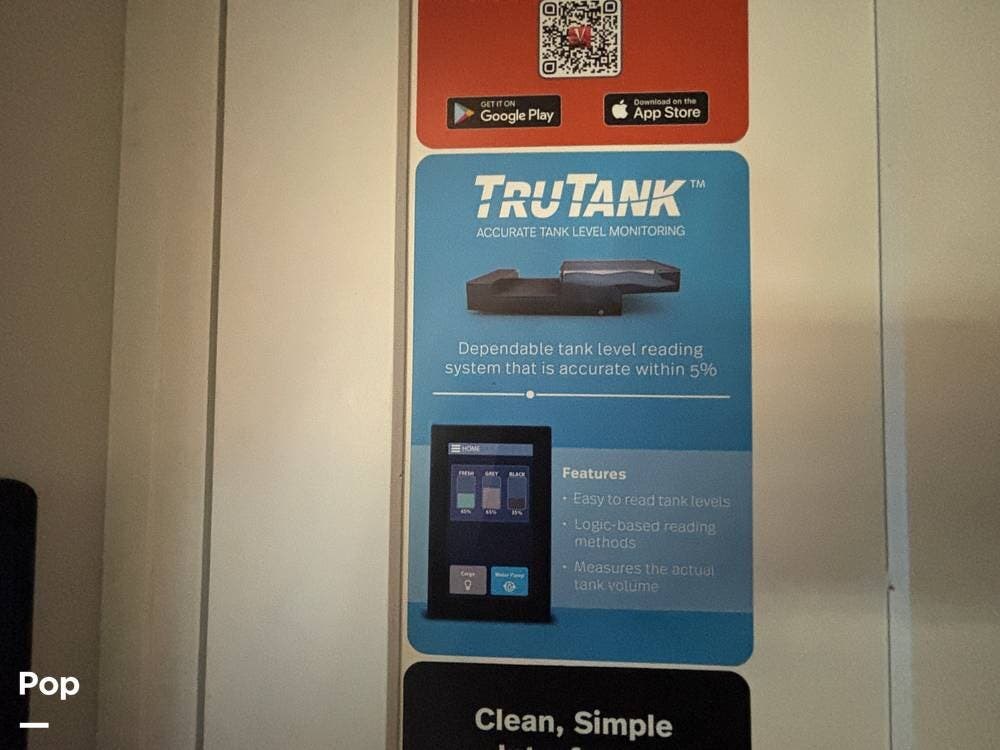 GET IT ON
Google Play
Download on the
App Store
TRUTANK™
ACCURATE TANK LEVEL MONITORING
Dependable tank level reading
system that is accurate within 5%
HOME
FRESH GREY BLACK
65% 35%
Cargo Water Pump
Features
• Easy to read tank levels
• Logic-based reading
methods
• Measures the actual
tank volume
Clean, Simple
Pop